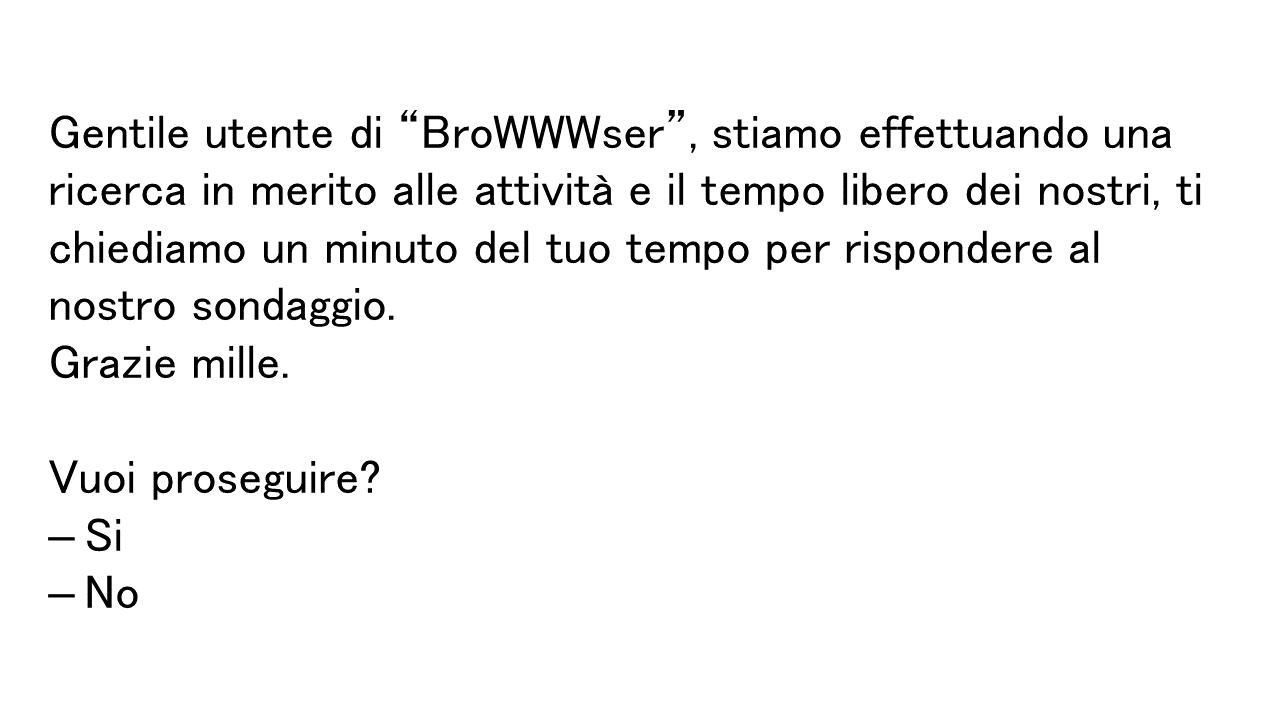 Gentile utente di “BroWWWser”, stiamo effettuando una
ricerca in merito alle attività e il tempo libero dei nostri, ti
chiediamo un minuto del tuo tempo per rispondere al
nostro sondaggio.
Grazie mille.
Vuoi proseguire?
– Si
– No